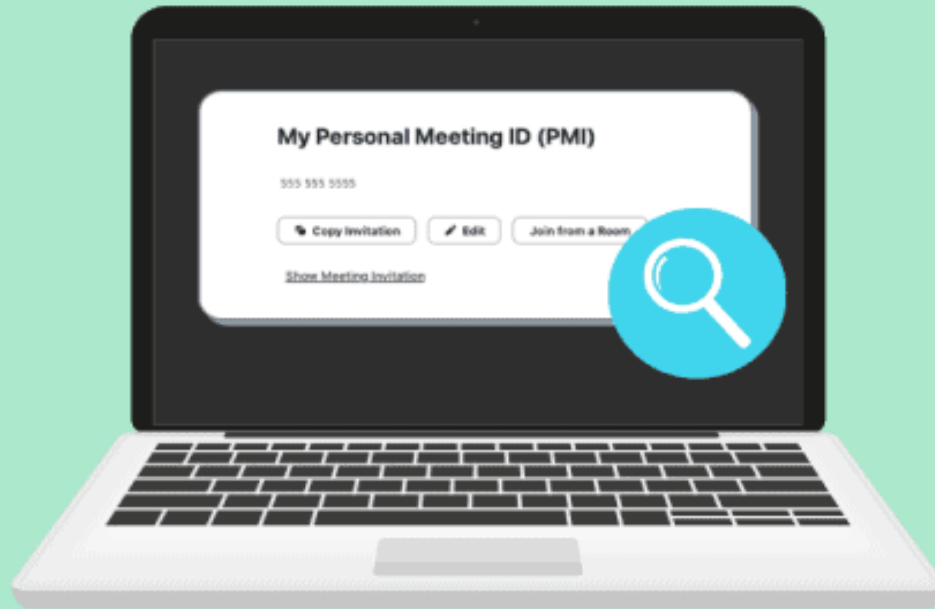 My Personal Meeting ID (PMI)
555 555 5555
Copy Invitation Edit Join from a Room
Show Meeting Invitation